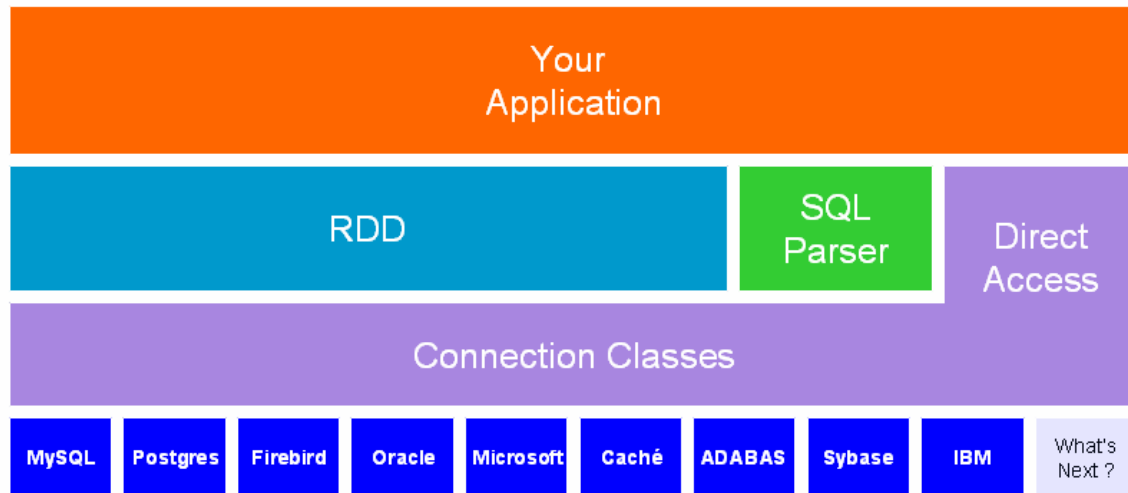 Your
Application
RDD
SQL
Parser
Direct
Access
Connection Classes
MySQL
Postgres
Firebird
Oracle
Microsoft
Caché
ADABAS
Sybase
IBM
What's
Next ?